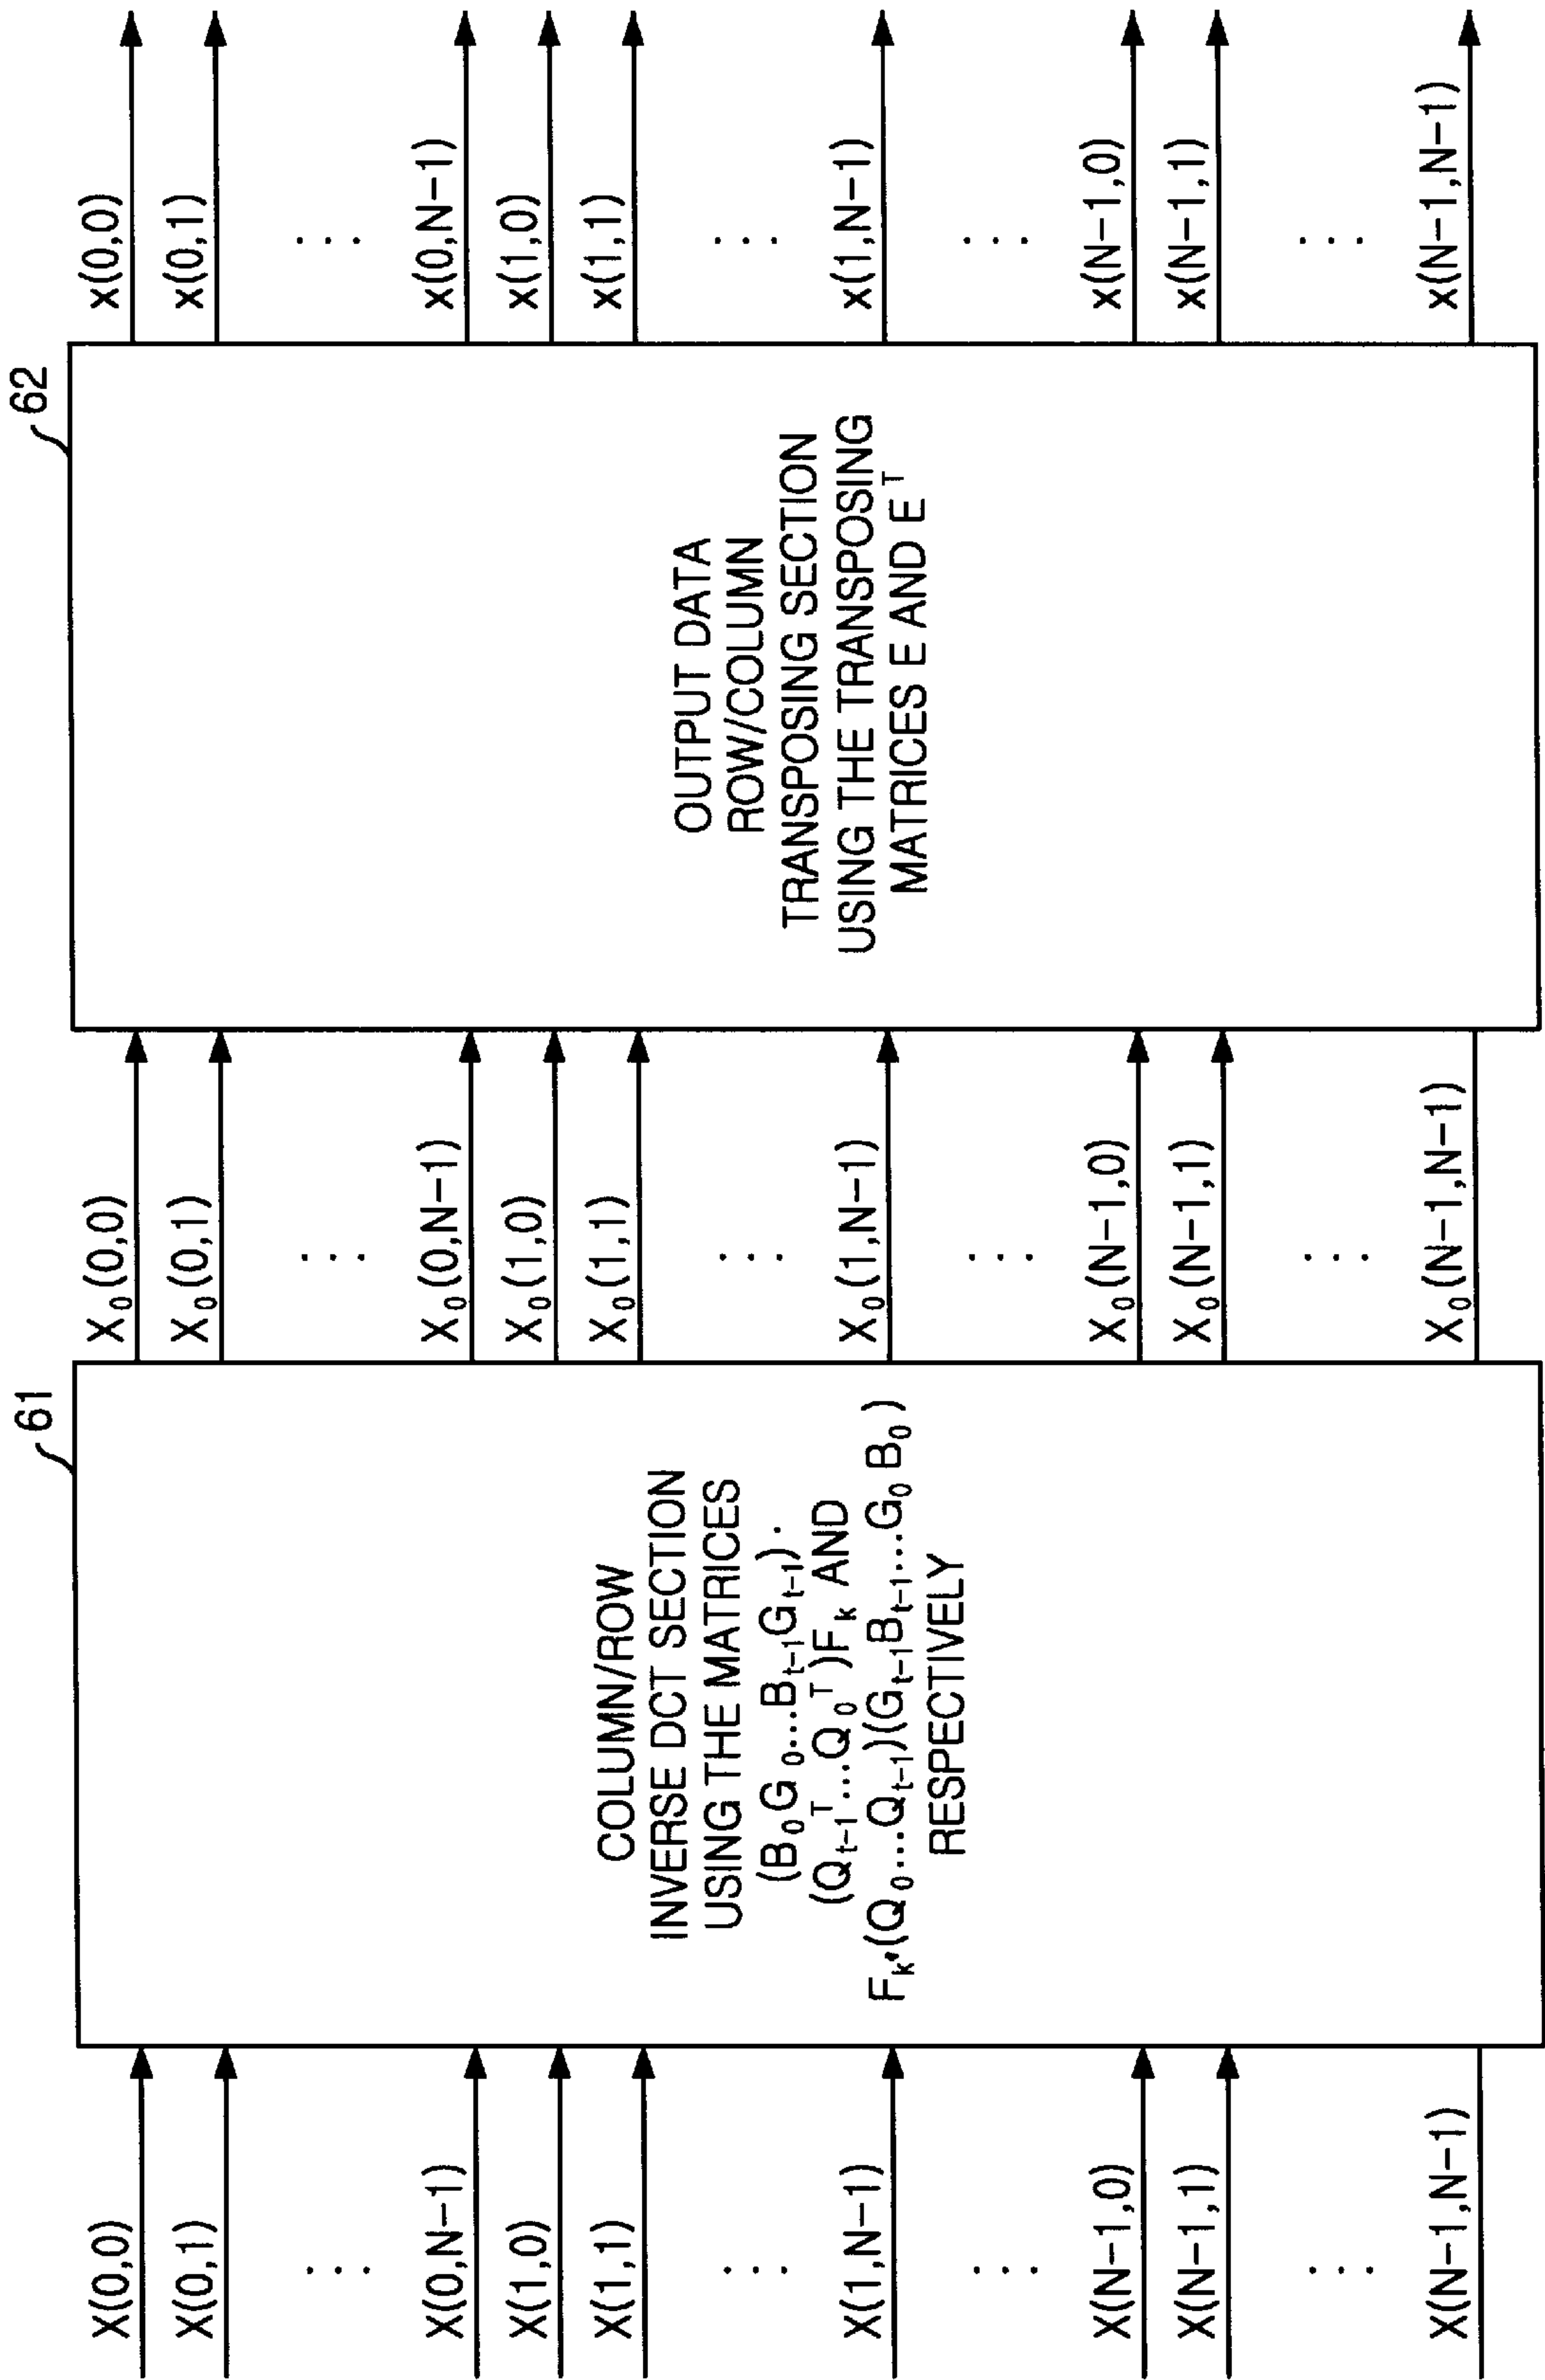 X(0,0)
X(0,1)
...
X(0,N-1)
X(1,0)
X(1,1)
...
X(1,N-1)
...
X(N-1,0)
X(N-1,1)
...
X(N-1,N-1)
61
COLUMN/ROW
INVERSE DCT SECTION
USING THE MATRICES
(B₀G₀...Bₜ₋₁Gₜ₋₁)·
(Qₜ₋₁ᵀ...Q₀ᵀ)Fₖ AND
Fₖ·(Q₀...Qₜ₋₁)(Gₜ₋₁Bₜ₋₁...G₀B₀)
RESPECTIVELY
X₀(0,0)
X₀(0,1)
...
X₀(0,N-1)
X₀(1,0)
X₀(1,1)
...
X₀(1,N-1)
...
X₀(N-1,0)
X₀(N-1,1)
...
X₀(N-1,N-1)
62
OUTPUT DATA
ROW/COLUMN
TRANSPOSING SECTION
USING THE TRANSPOSING
MATRICES E AND Eᵀ
x(0,0)
x(0,1)
...
x(0,N-1)
x(1,0)
x(1,1)
...
x(1,N-1)
...
x(N-1,0)
x(N-1,1)
...
x(N-1,N-1)